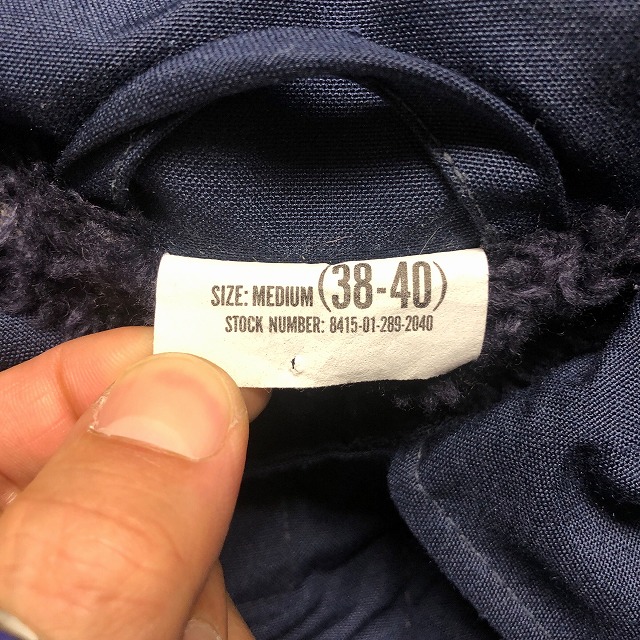 SIZE: MEDIUM (38-40)
STOCK NUMBER: 8415-01-289-2040